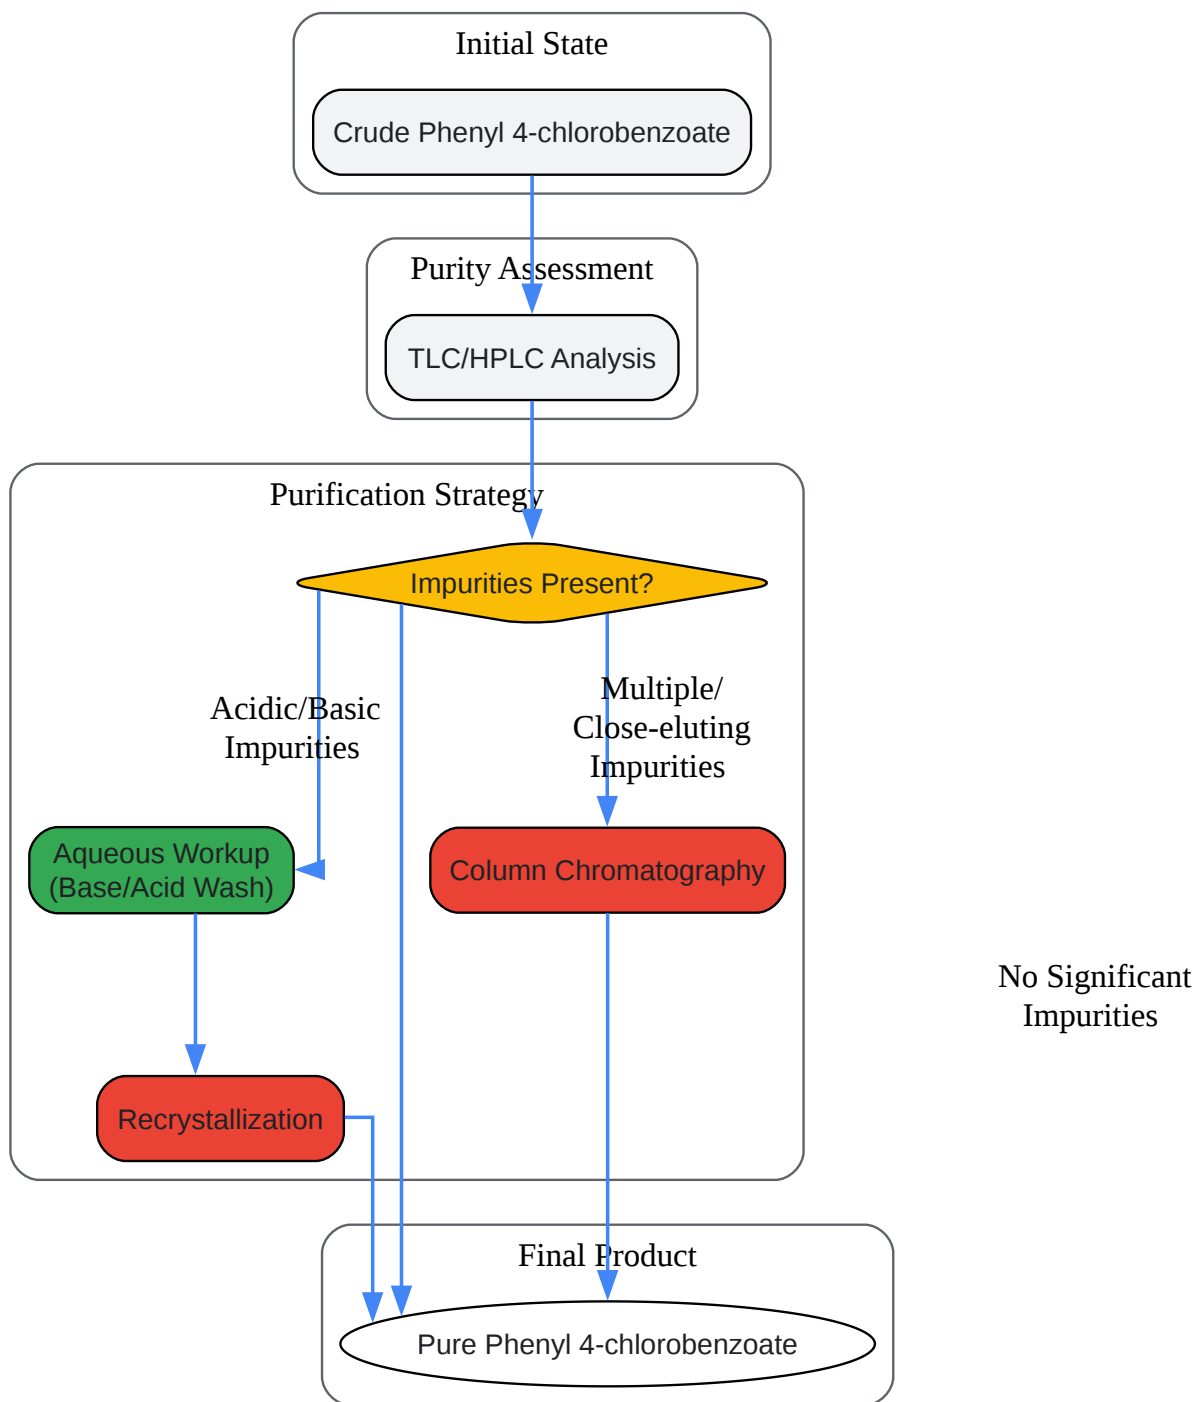 Initial State
Crude Phenyl 4-chlorobenzoate
Purity Assessment
TLC/HPLC Analysis
Purification Strategy
Impurities Present?
Acidic/Basic
Impurities
Multiple/
Close-eluting
Impurities
Aqueous Workup
(Base/Acid Wash)
Column Chromatography
No Significant
Impurities
Recrystallization
Final Product
Pure Phenyl 4-chlorobenzoate